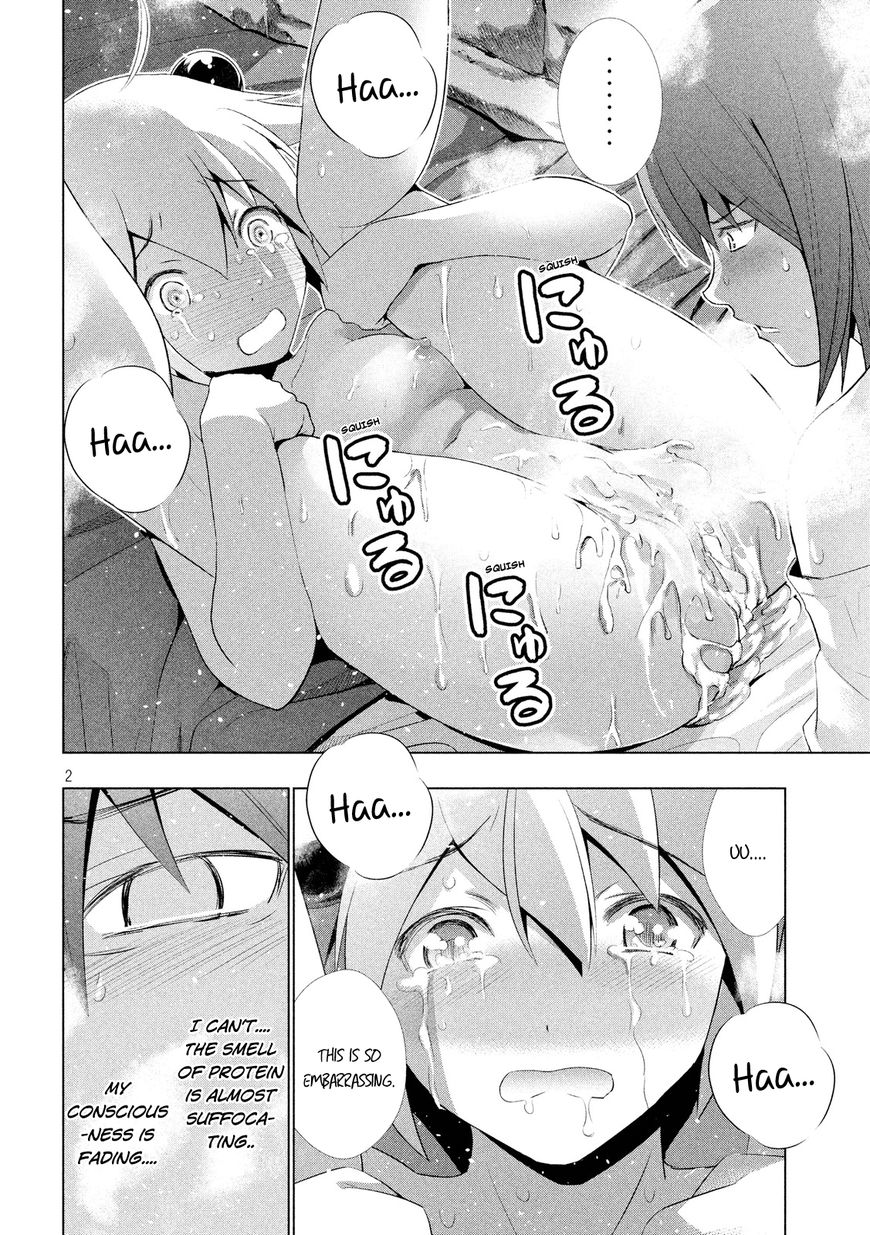 .......
Haa...
SQUISH
にゅる
SQUISH
にゅる
Haa...
SQUISH
にゅる
2
UU....
Haa...
Haa...
THIS IS SO
EMBARRASSING.
I CAN'T....
THE SMELL
OF PROTEIN
IS ALMOST
SUFFOCA-
TING..
MY
CONSCIOUS
-NESS IS
FADING....